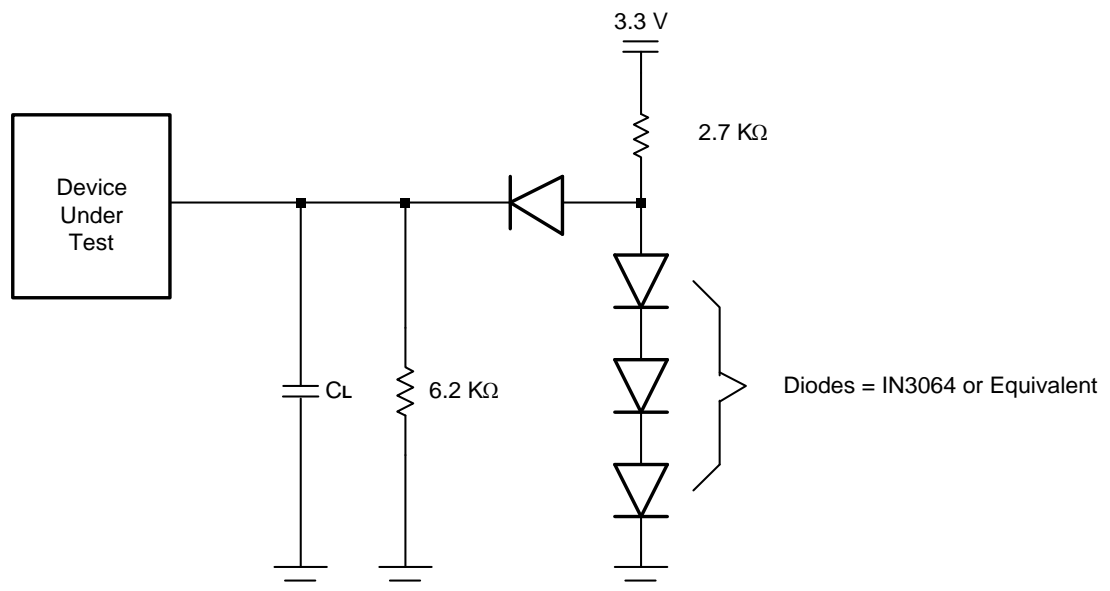 3.3 V
2.7 KΩ
Device
Under
Test
CL
6.2 KΩ
Diodes = IN3064 or Equivalent